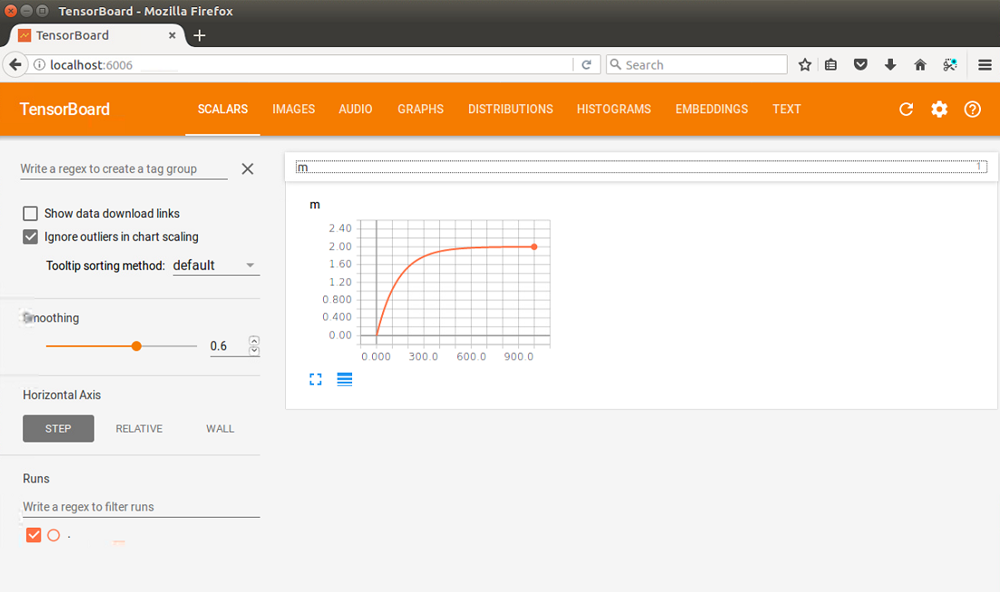 TensorBoard - Mozilla Firefox
TensorBoard
localhost:6006
Search
TensorBoard
SCALARS IMAGES AUDIO GRAPHS DISTRIBUTIONS HISTOGRAMS EMBEDDINGS TEXT
Write a regex to create a tag group
m 1
Show data download links
Ignore outliers in chart scaling
Tooltip sorting method: default
m
2.40
2.00
1.60
1.20
0.800
0.400
0.00
0.000 300.0 600.0 900.0
Smoothing
0.6
Horizontal Axis
STEP RELATIVE WALL
Runs
Write a regex to filter runs
.